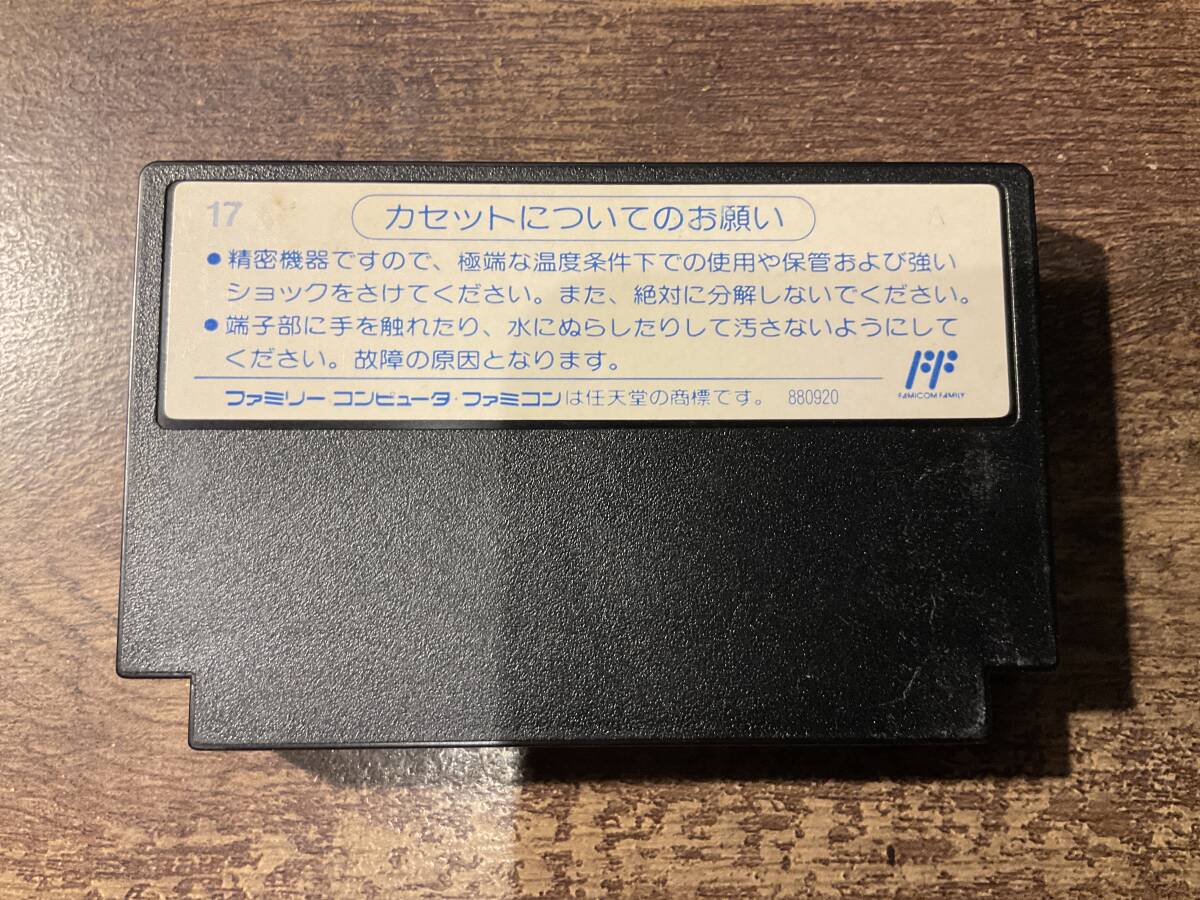 17
カセットについてのお願い
A
●精密機器ですので、極端な温度条件下での使用や保管および強い
ショックをさけてください。また、絶対に分解しないでください。
●端子部に手を触れたり、水にぬらしたりして汚さないようにして
ください。故障の原因となります。
ファミリーコンピュータ・ファミコンは任天堂の商標です。 880920
FF
FAMICOM FAMILY